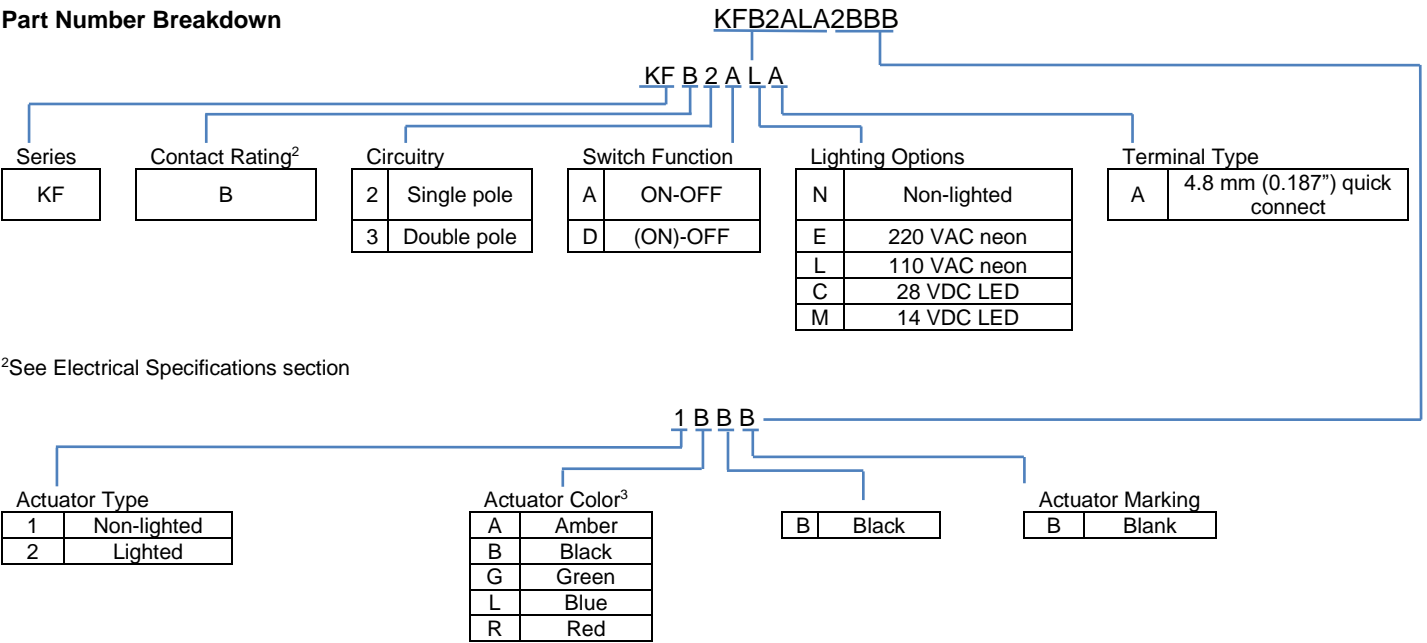 Part Number Breakdown
KFB2ALA2BBB
KF B 2 A L A
Series
Contact Rating2
Circuitry
Switch Function
Lighting Options
Terminal Type
KF
B
2 Single pole
3 Double pole
A ON-OFF
D (ON)-OFF
N Non-lighted
E 220 VAC neon
L 110 VAC neon
C 28 VDC LED
M 14 VDC LED
A 4.8 mm (0.187”) quick
connect
2See Electrical Specifications section
1 B B B
Actuator Type
1 Non-lighted
2 Lighted
Actuator Color3
A Amber
B Black
G Green
L Blue
R Red
B Black
Actuator Marking
B Blank